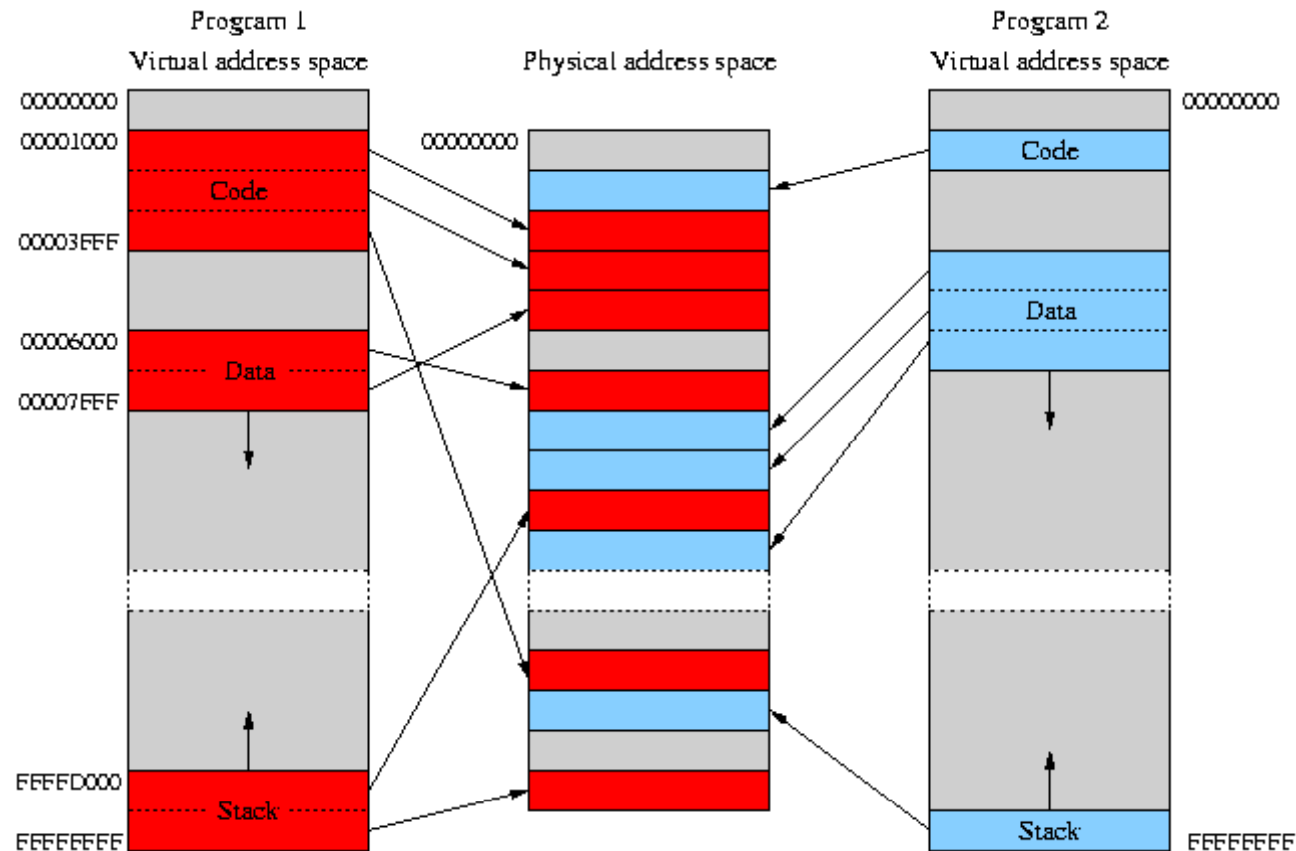 Program 1
Virtual address space
Physical address space
Program 2
Virtual address space
00000000
00001000
Code
00003FFF
00006000
Data
00007FFF
FFFFD000
Stack
FFFFFFFF
00000000
00000000
Code
Data
Stack
FFFFFFFF